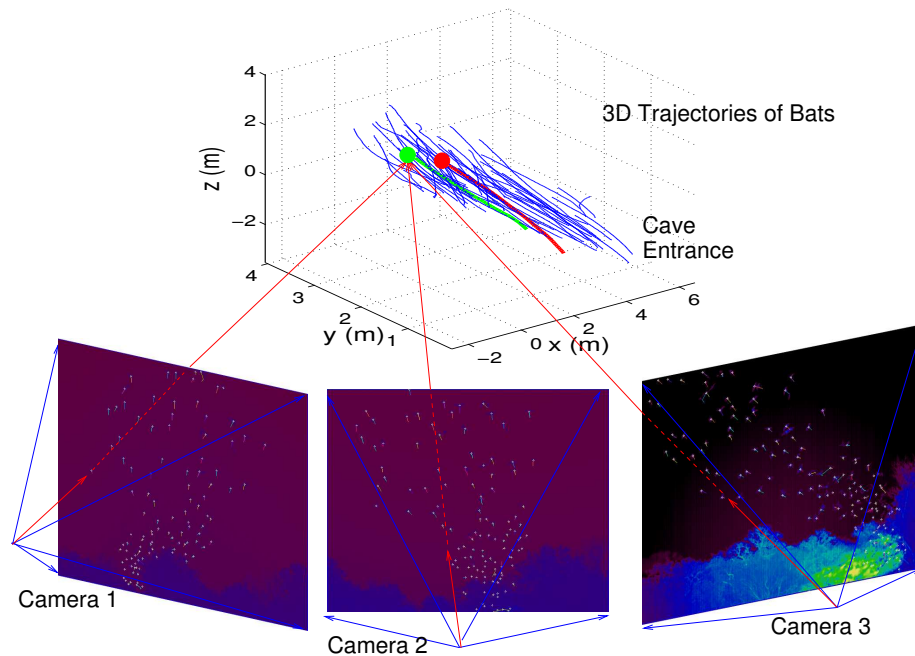 4
2
0
−2
z (m)
3D Trajectories of Bats
Cave
Entrance
4
3
2
1
y (m)
−2
0
2
4
6
x (m)
Camera 1
Camera 2
Camera 3